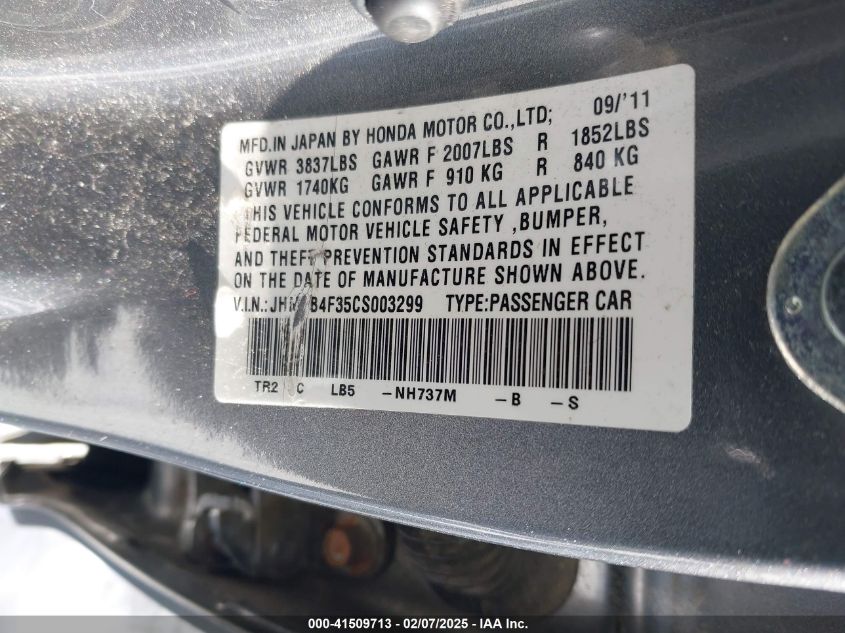 MFD.IN JAPAN BY HONDA MOTOR CO.,LTD; 09/'11
GVWR 3837LBS GAWR F 2007LBS R 1852LBS
GVWR 1740KG GAWR F 910 KG R 840 KG
THIS VEHICLE CONFORMS TO ALL APPLICABLE
FEDERAL MOTOR VEHICLE SAFETY ,BUMPER,
AND THEFT PREVENTION STANDARDS IN EFFECT
ON THE DATE OF MANUFACTURE SHOWN ABOVE.
V.I.N.: B4F35CS003299 TYPE:PASSENGER CAR
TR2 C LB5 -NH737M -B -S
000-41509713 - 02/07/2025 - IAA Inc.